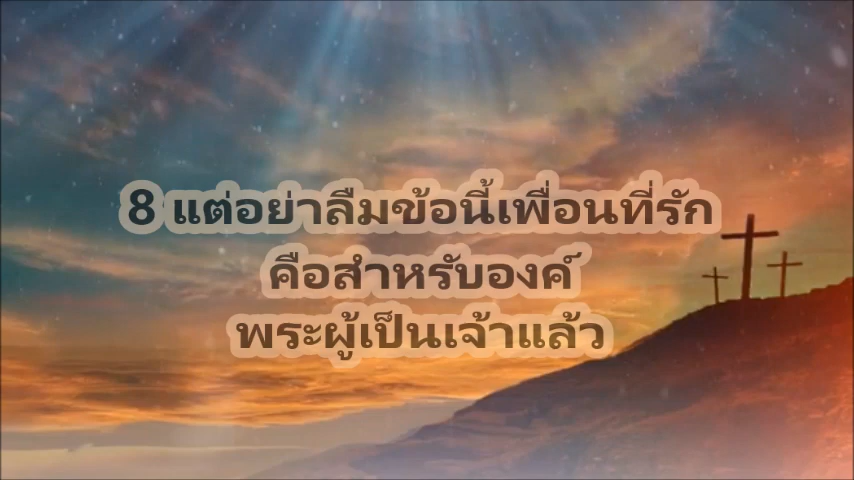 8 แต่อย่าลืมข้อนี้เพื่อนที่รัก
คือสำหรับองค์
พระผู้เป็นเจ้าแล้ว